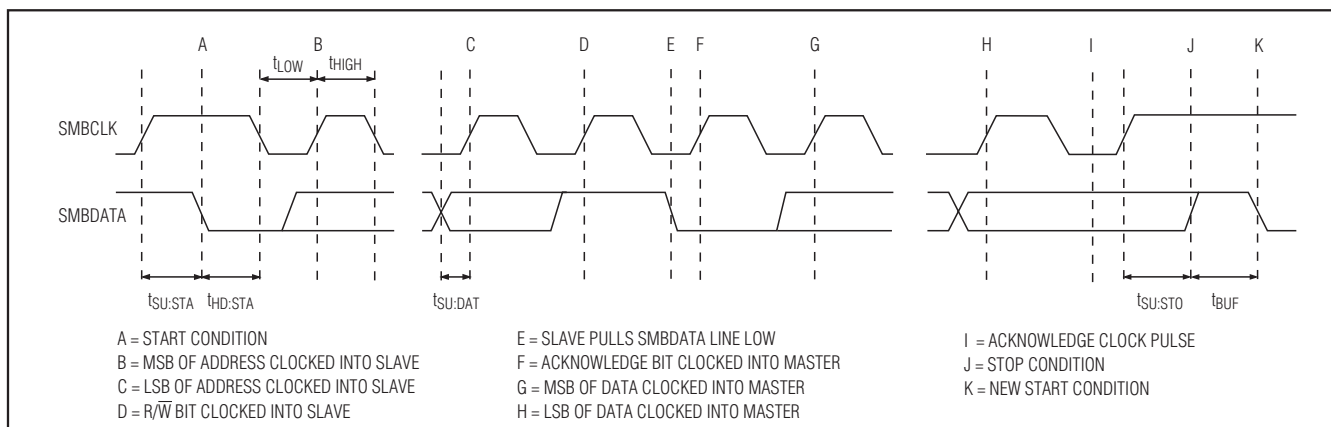 A B C D E F G H I J K
tLOW tHIGH
SMBCLK
SMBDATA
tSU:STA tHD:STA tSU:DAT tSU:STO tBUF
A = START CONDITION
B = MSB OF ADDRESS CLOCKED INTO SLAVE
C = LSB OF ADDRESS CLOCKED INTO SLAVE
D = R/W̅ BIT CLOCKED INTO SLAVE
E = SLAVE PULLS SMBDATA LINE LOW
F = ACKNOWLEDGE BIT CLOCKED INTO MASTER
G = MSB OF DATA CLOCKED INTO MASTER
H = LSB OF DATA CLOCKED INTO MASTER
I = ACKNOWLEDGE CLOCK PULSE
J = STOP CONDITION
K = NEW START CONDITION